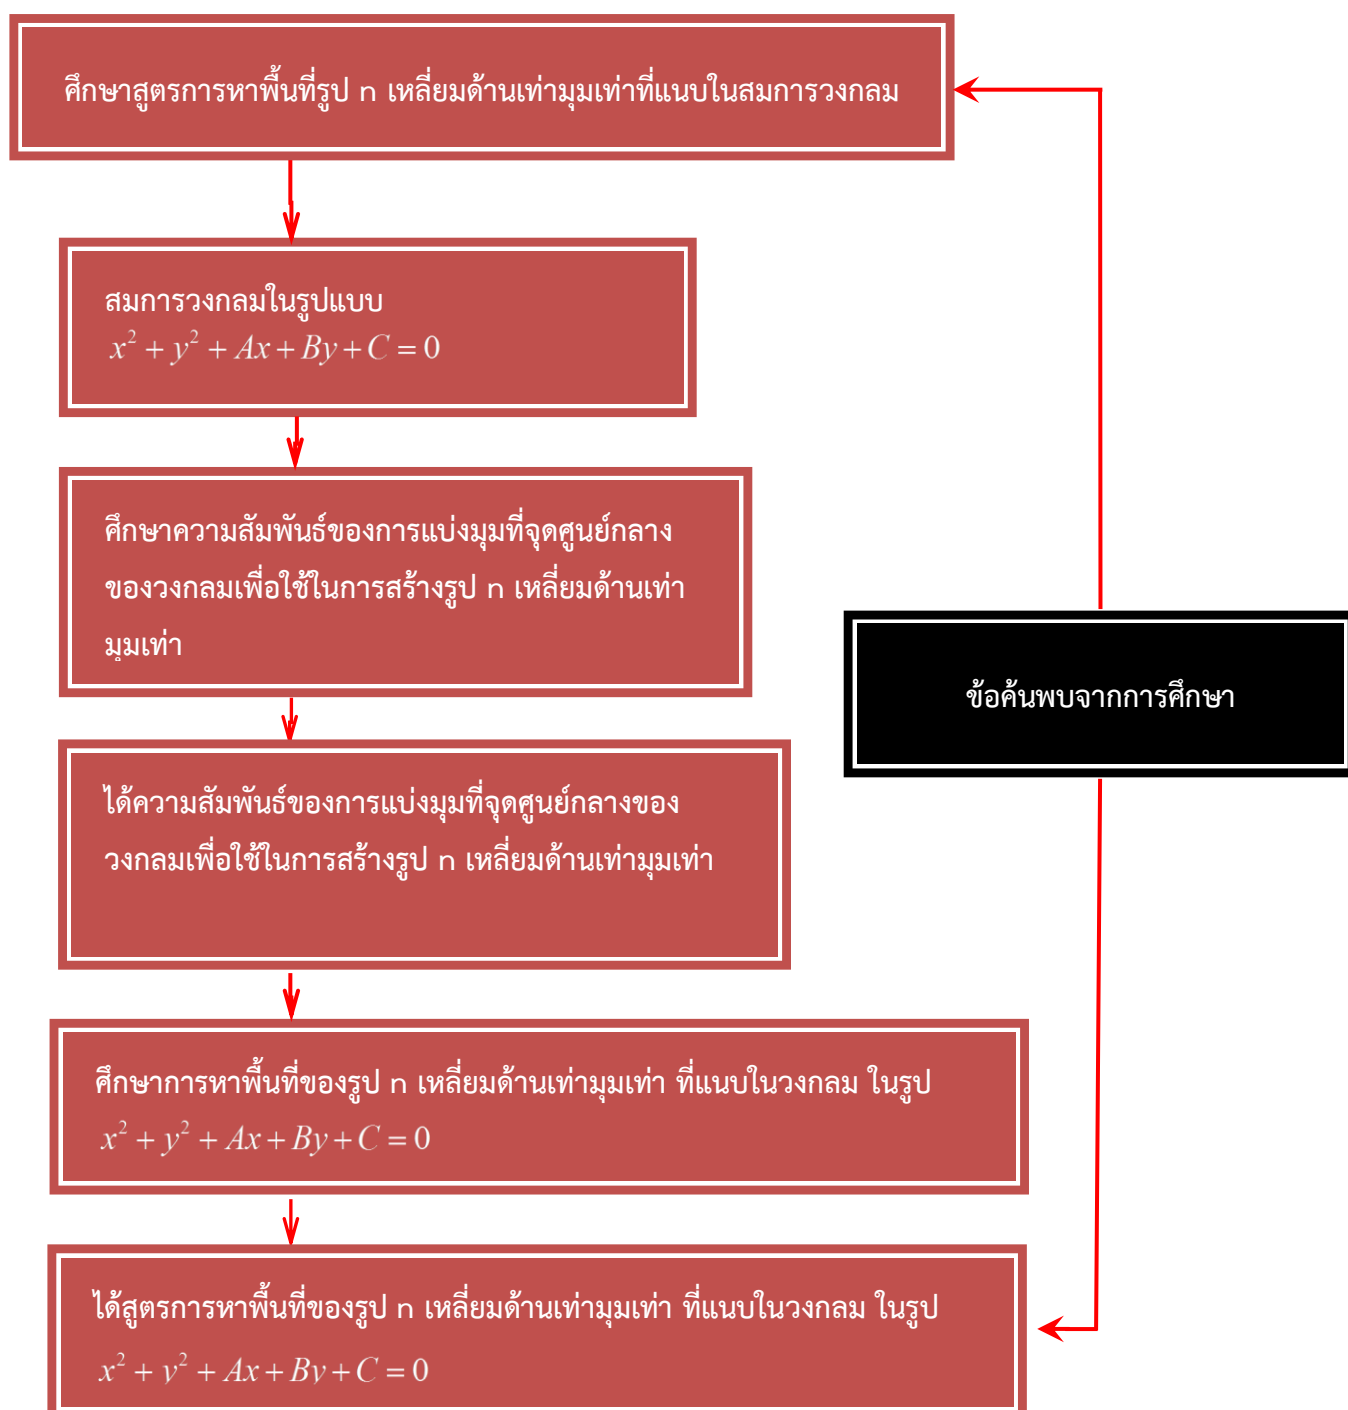 ศึกษาสูตรการหาพื้นที่รูป n เหลี่ยมด้านเท่ามุมเท่าที่แนบในสมการวงกลม
สมการวงกลมในรูปแบบ
x² + y² + Ax + By + C = 0
ศึกษาความสัมพันธ์ของการแบ่งมุมที่จุดศูนย์กลาง
ของวงกลมเพื่อใช้ในการสร้างรูป n เหลี่ยมด้านเท่า
มุมเท่า
ข้อค้นพบจากการศึกษา
ได้ความสัมพันธ์ของการแบ่งมุมที่จุดศูนย์กลางของ
วงกลมเพื่อใช้ในการสร้างรูป n เหลี่ยมด้านเท่ามุมเท่า
ศึกษาการหาพื้นที่ของรูป n เหลี่ยมด้านเท่ามุมเท่า ที่แนบในวงกลม ในรูป
x² + y² + Ax + By + C = 0
ได้สูตรการหาพื้นที่ของรูป n เหลี่ยมด้านเท่ามุมเท่า ที่แนบในวงกลม ในรูป
x² + y² + Ax + By + C = 0